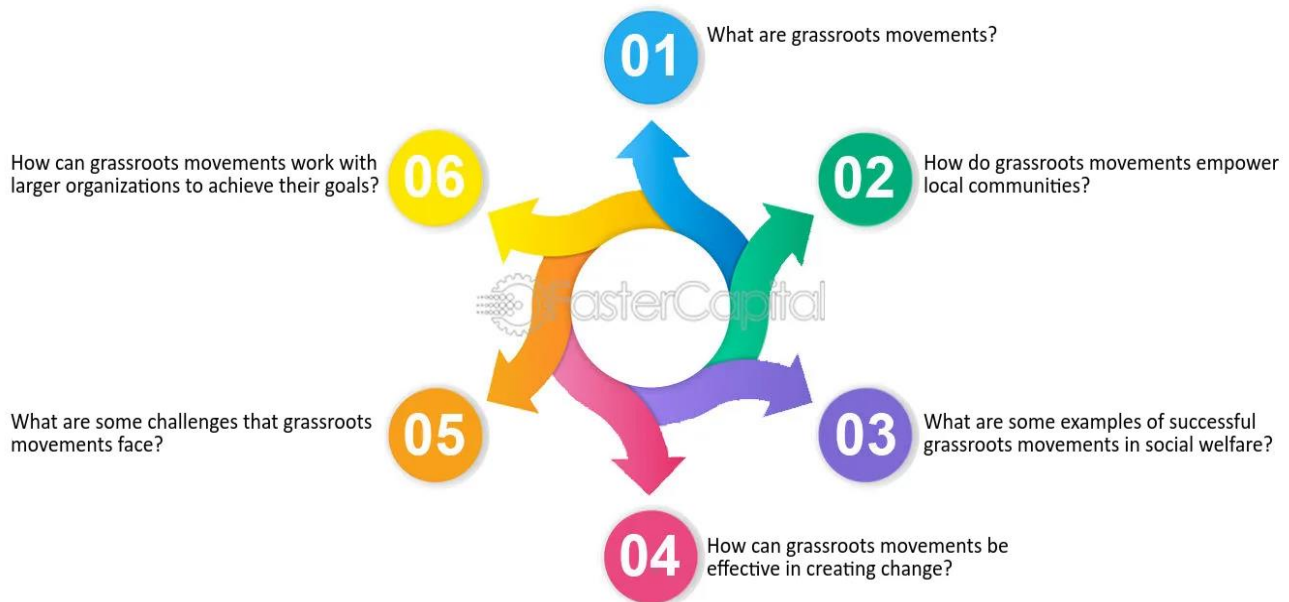 01
What are grassroots movements?
02
How do grassroots movements empower
local communities?
03
What are some examples of successful
grassroots movements in social welfare?
04
How can grassroots movements be
effective in creating change?
05
What are some challenges that grassroots
movements face?
06
How can grassroots movements work with
larger organizations to achieve their goals?
FasterCapital